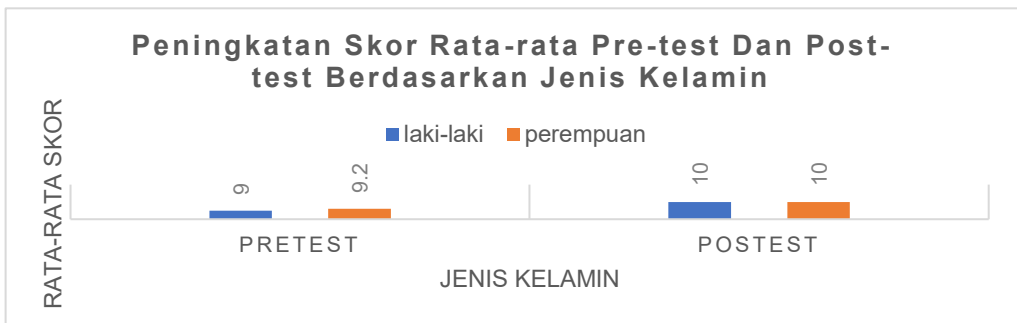 Peningkatan Skor Rata-rata Pre-test Dan Post-
test Berdasarkan Jenis Kelamin
laki-laki perempuan
RATA-RATA SKOR
9 9.2 10 10
PRETEST POSTEST
JENIS KELAMIN